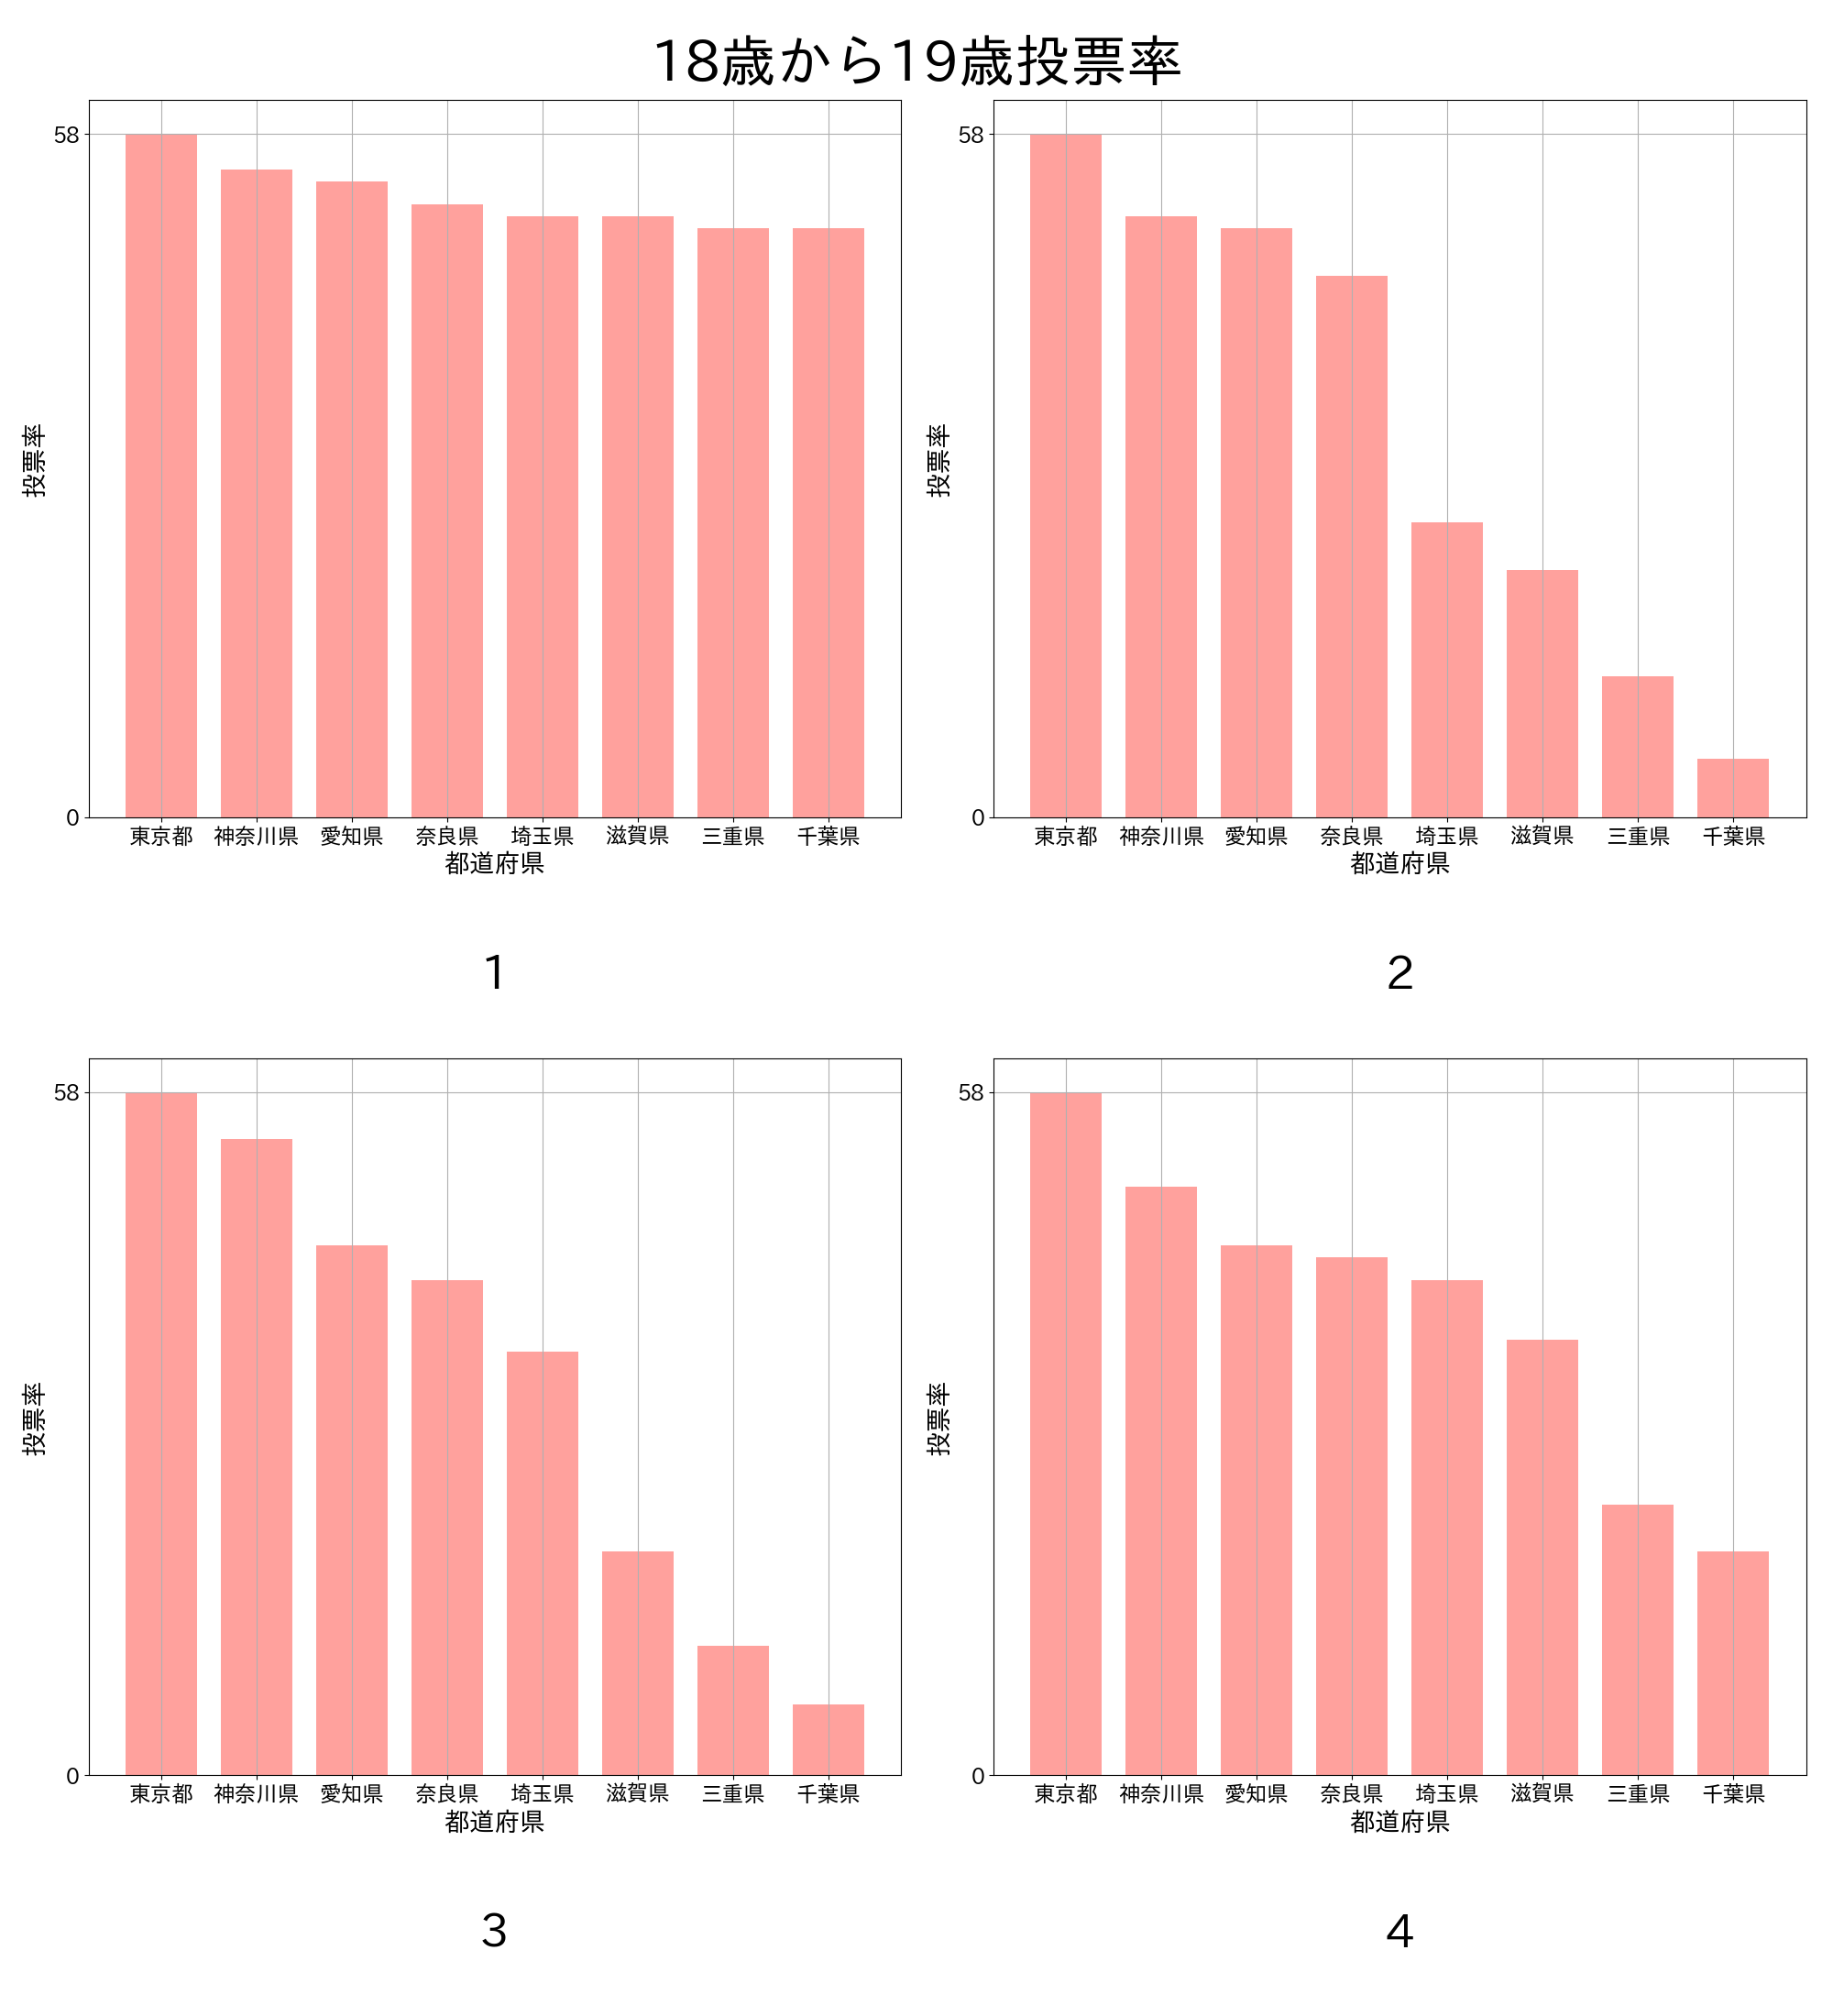 18歳から19歳投票率
58
0
投票率
東京都 神奈川県 愛知県 奈良県 埼玉県 滋賀県 三重県 千葉県
都道府県
1
58
0
投票率
東京都 神奈川県 愛知県 奈良県 埼玉県 滋賀県 三重県 千葉県
都道府県
2
58
0
投票率
東京都 神奈川県 愛知県 奈良県 埼玉県 滋賀県 三重県 千葉県
都道府県
3
58
0
投票率
東京都 神奈川県 愛知県 奈良県 埼玉県 滋賀県 三重県 千葉県
都道府県
4